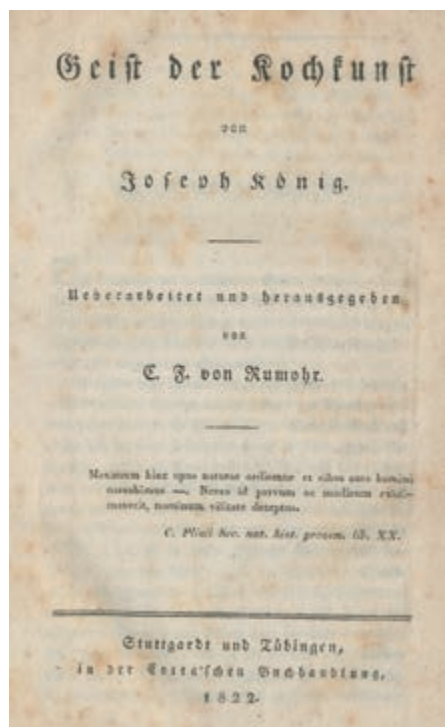 Geist der Kochkunst
von
Joseph König.
Ueberarbeitet und herausgegeben
von
C. F. von Rumohr.
Maximum hinc opus naturae ordiemur et cibos suos homini
narrabimus —. Nemo id parvum ac modicum existi-
maverit, nominum vilitate deceptus.
C. Plinii Sec. nat. hist. prooem. lib. XX.
Stuttgardt und Tübingen,
in der Cotta'schen Buchhandlung.
1822.